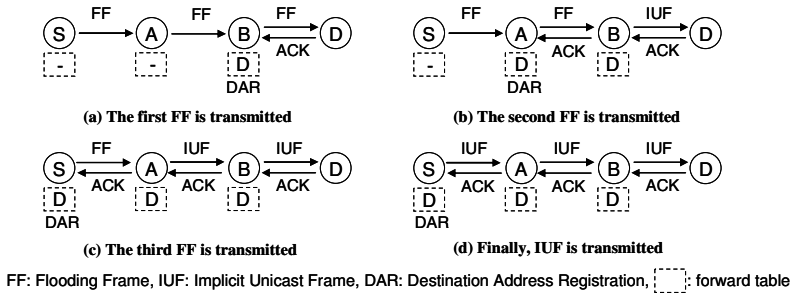 FF FF FF FF FF IUF
S A B D S A B D
ACK ACK ACK
- - D - D D
DAR DAR
(a) The first FF is transmitted (b) The second FF is transmitted
FF IUF IUF IUF IUF IUF
S A B D S A B D
ACK ACK ACK ACK ACK ACK
D D D D D D
DAR
(c) The third FF is transmitted (d) Finally, IUF is transmitted
FF: Flooding Frame, IUF: Implicit Unicast Frame, DAR: Destination Address Registration, : forward table